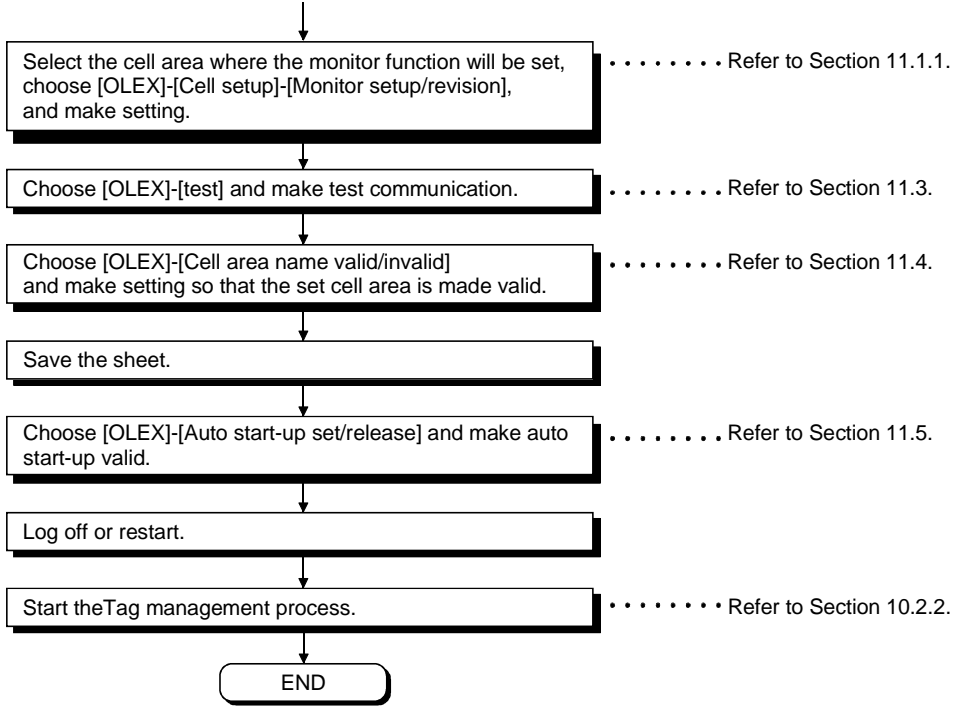 Select the cell area where the monitor function will be set,
choose [OLEX]-[Cell setup]-[Monitor setup/revision],
and make setting.
Refer to Section 11.1.1.
Choose [OLEX]-[test] and make test communication.
Refer to Section 11.3.
Choose [OLEX]-[Cell area name valid/invalid]
and make setting so that the set cell area is made valid.
Refer to Section 11.4.
Save the sheet.
Choose [OLEX]-[Auto start-up set/release] and make auto
start-up valid.
Refer to Section 11.5.
Log off or restart.
Start theTag management process.
Refer to Section 10.2.2.
END